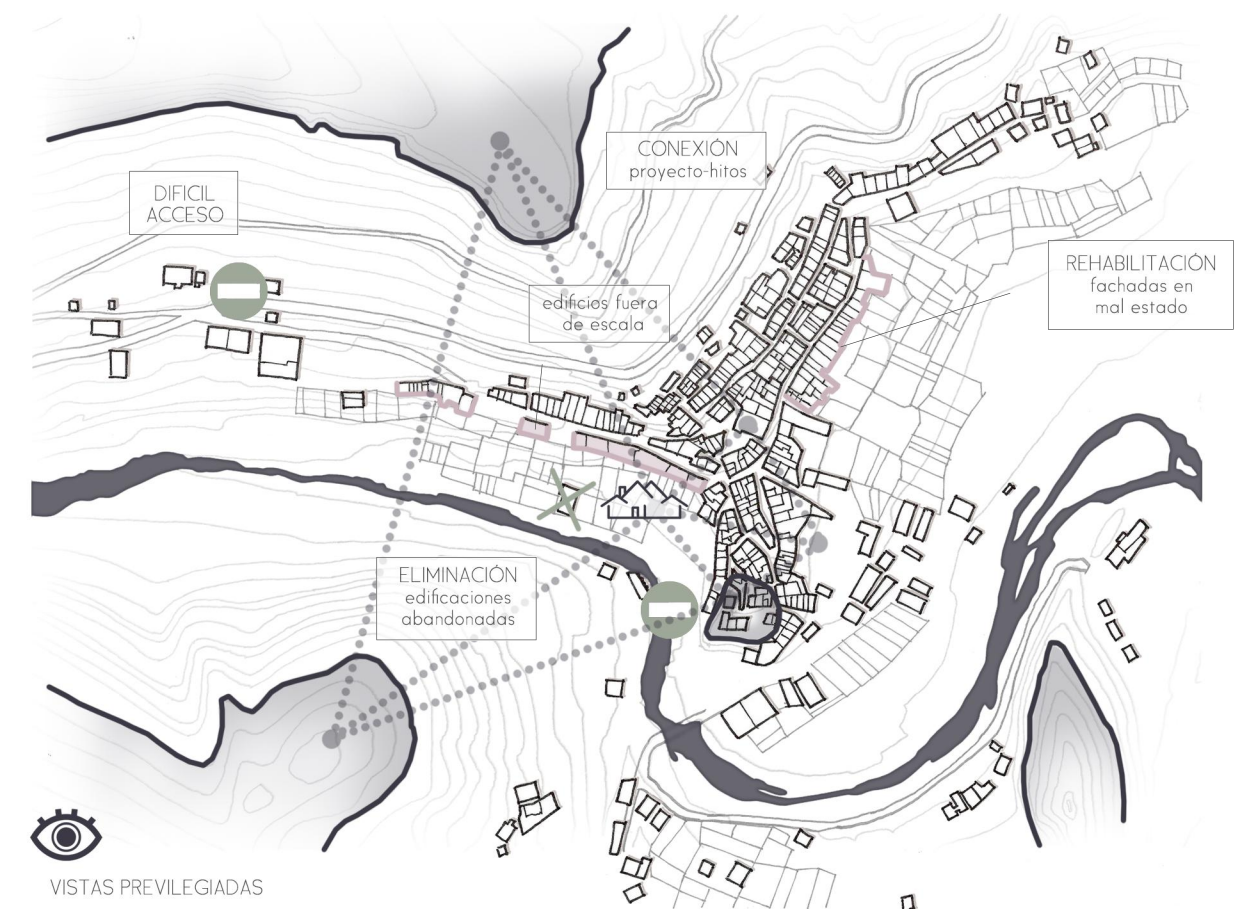 CONEXIÓN
proyecto-hitos
DIFICIL
ACCESO
REHABILITACIÓN
fachadas en
mal estado
edificios fuera
de escala
ELIMINACIÓN
edificaciones
abandonadas
VISTAS PREVILEGIADAS